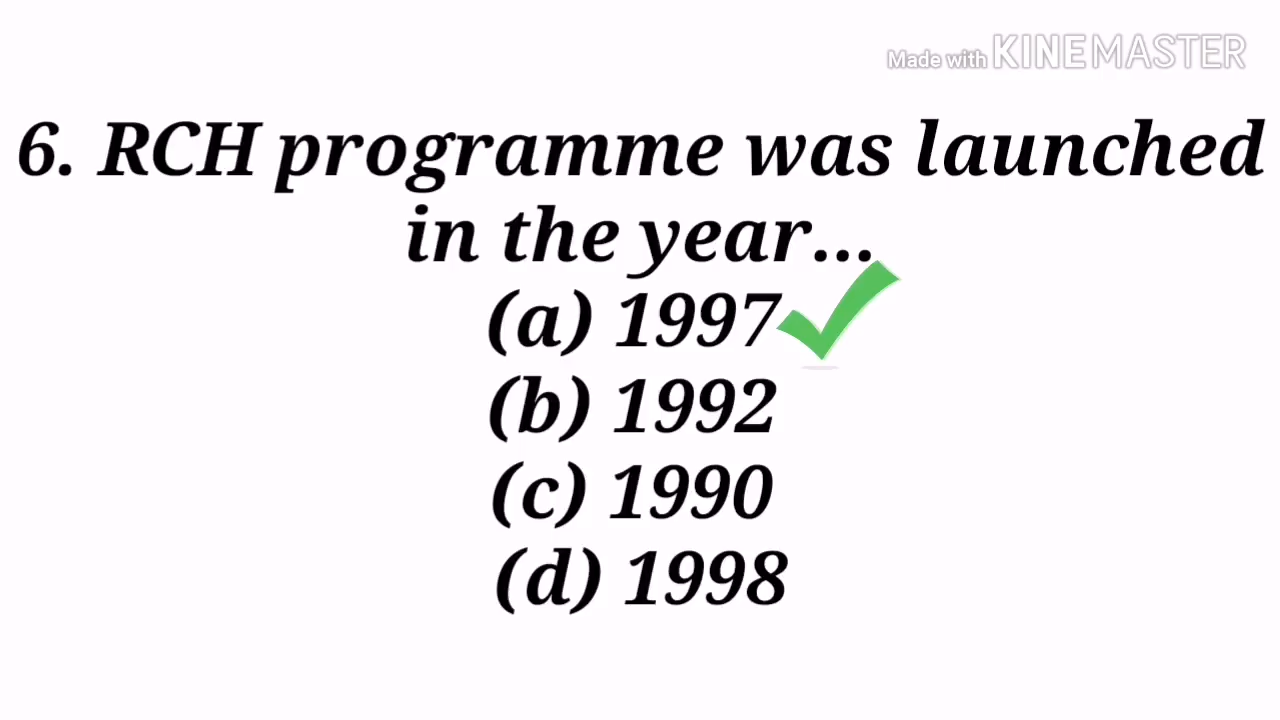 Made with KINEMASTER
6. RCH programme was launched
in the year...
(a) 1997
(b) 1992
(c) 1990
(d) 1998